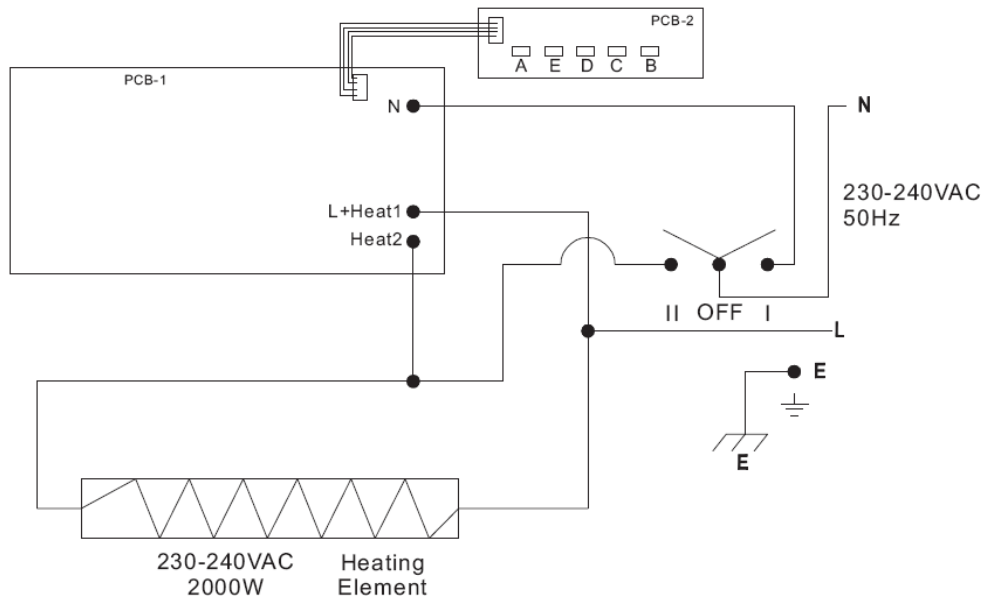 PCB-2
A E D C B
PCB-1
N
N
230-240VAC
50Hz
L+Heat1
Heat2
II OFF I
L
E
E
230-240VAC Heating
2000W Element